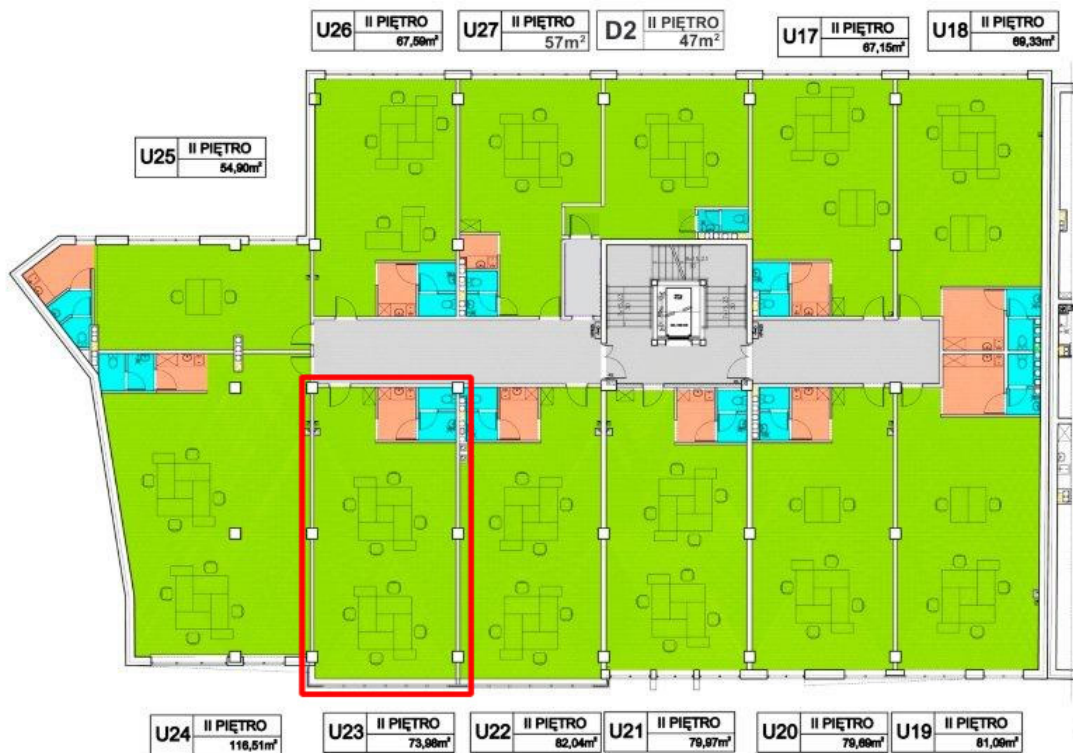 U26 II PIĘTRO
67,59m²
U27 II PIĘTRO
57m²
D2 II PIĘTRO
47m²
U17 II PIĘTRO
67,15m²
U18 II PIĘTRO
69,33m²
U25 II PIĘTRO
54,90m²
U24 II PIĘTRO
116,51m²
U23 II PIĘTRO
73,98m²
U22 II PIĘTRO
82,04m²
U21 II PIĘTRO
79,97m²
U20 II PIĘTRO
79,69m²
U19 II PIĘTRO
81,09m²